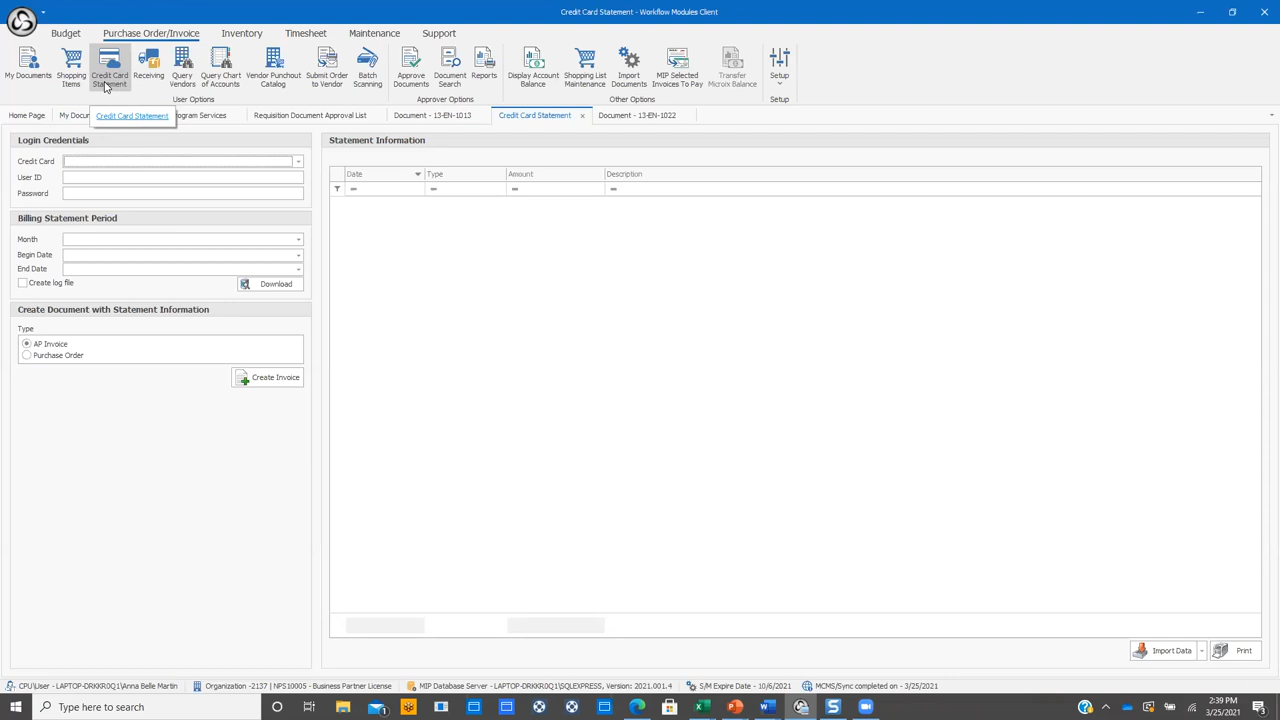 Credit Card Statement - Workflow Modules Client
Budget Purchase Order/Invoice Inventory Timesheet Maintenance Support
My Documents Shopping Items Credit Card Statement Receiving Query Vendors Query Chart of Accounts Vendor Punchout Catalog Submit Order to Vendor Batch Scanning Approve Documents Document Search Reports Display Account Balance Shopping List Maintenance Import Documents MIP Selected Invoices To Pay Transfer Microix Balance Setup
User Options Approver Options Other Options Setup
Home Page My Docum Credit Card Statement rogram Services Requisition Document Approval List Document - 13-EN-1013 Credit Card Statement Document - 13-EN-1022
Login Credentials
Credit Card
User ID
Password
Billing Statement Period
Month
Begin Date
End Date
Create log file Download
Create Document with Statement Information
Type
AP Invoice
Purchase Order
Create Invoice
Statement Information
Date Type Amount Description
Import Data Print
CPU\User - LAPTOP-DRKKR0Q1\Anna Belle Martin Organization -2137 | NPS10005 - Business Partner License MIP Database Server - LAPTOP-DRKKR0Q1\SQLEXPRESS, Version: 2021.001.4 S/M Expire Date - 10/6/2021 MCMS/Sync completed on - 3/25/2021
Type here to search
2:39 PM
3/25/2021